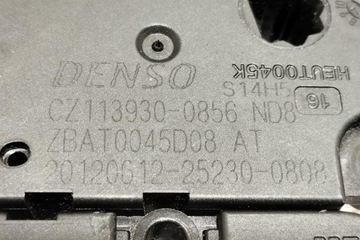 DENSO
HEUT0045K
S14H5
16
CZ113930-0856 ND8
ZBAT0045D08 AT
20120612-25230-0808